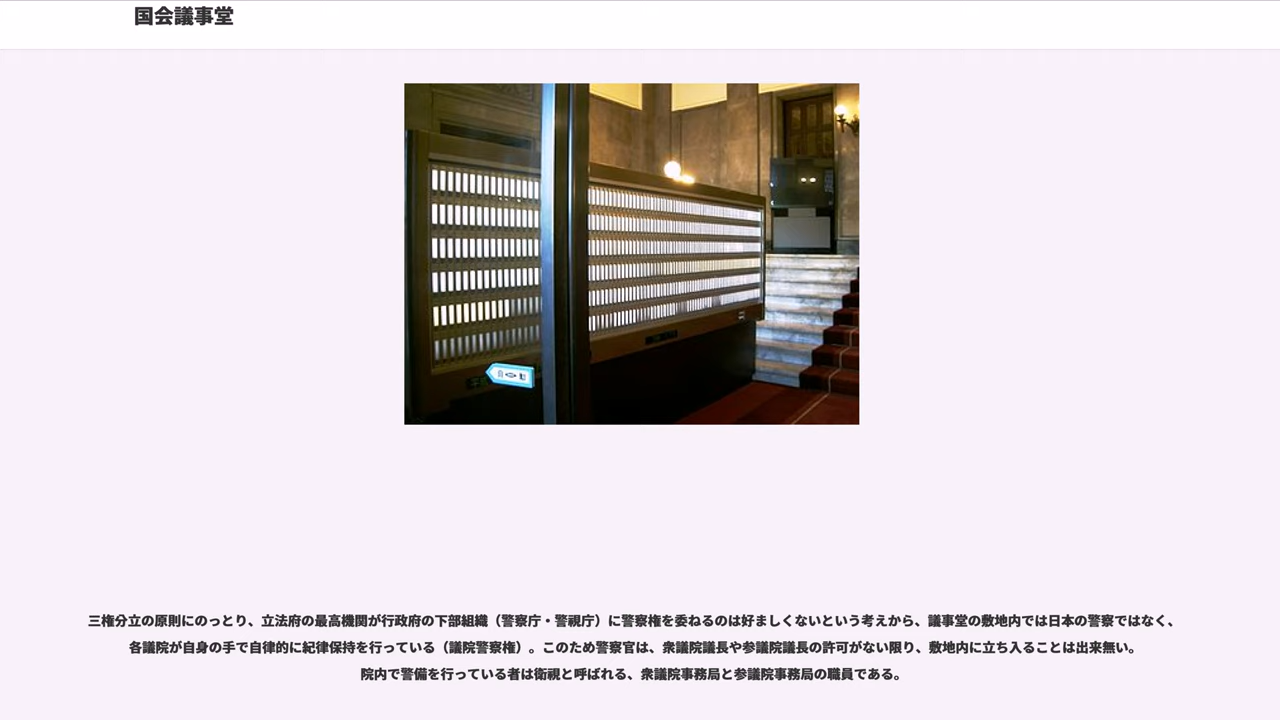 国会議事堂
三権分立の原則にのっとり、立法府の最高機関が行政府の下部組織（警察庁・警視庁）に警察権を委ねるのは好ましくないという考えから、議事堂の敷地内では日本の警察ではなく、
各議院が自身の手で自律的に紀律保持を行っている（議院警察権）。このため警察官は、衆議院議長や参議院議長の許可がない限り、敷地内に立ち入ることは出来無い。
院内で警備を行っている者は衛視と呼ばれる、衆議院事務局と参議院事務局の職員である。